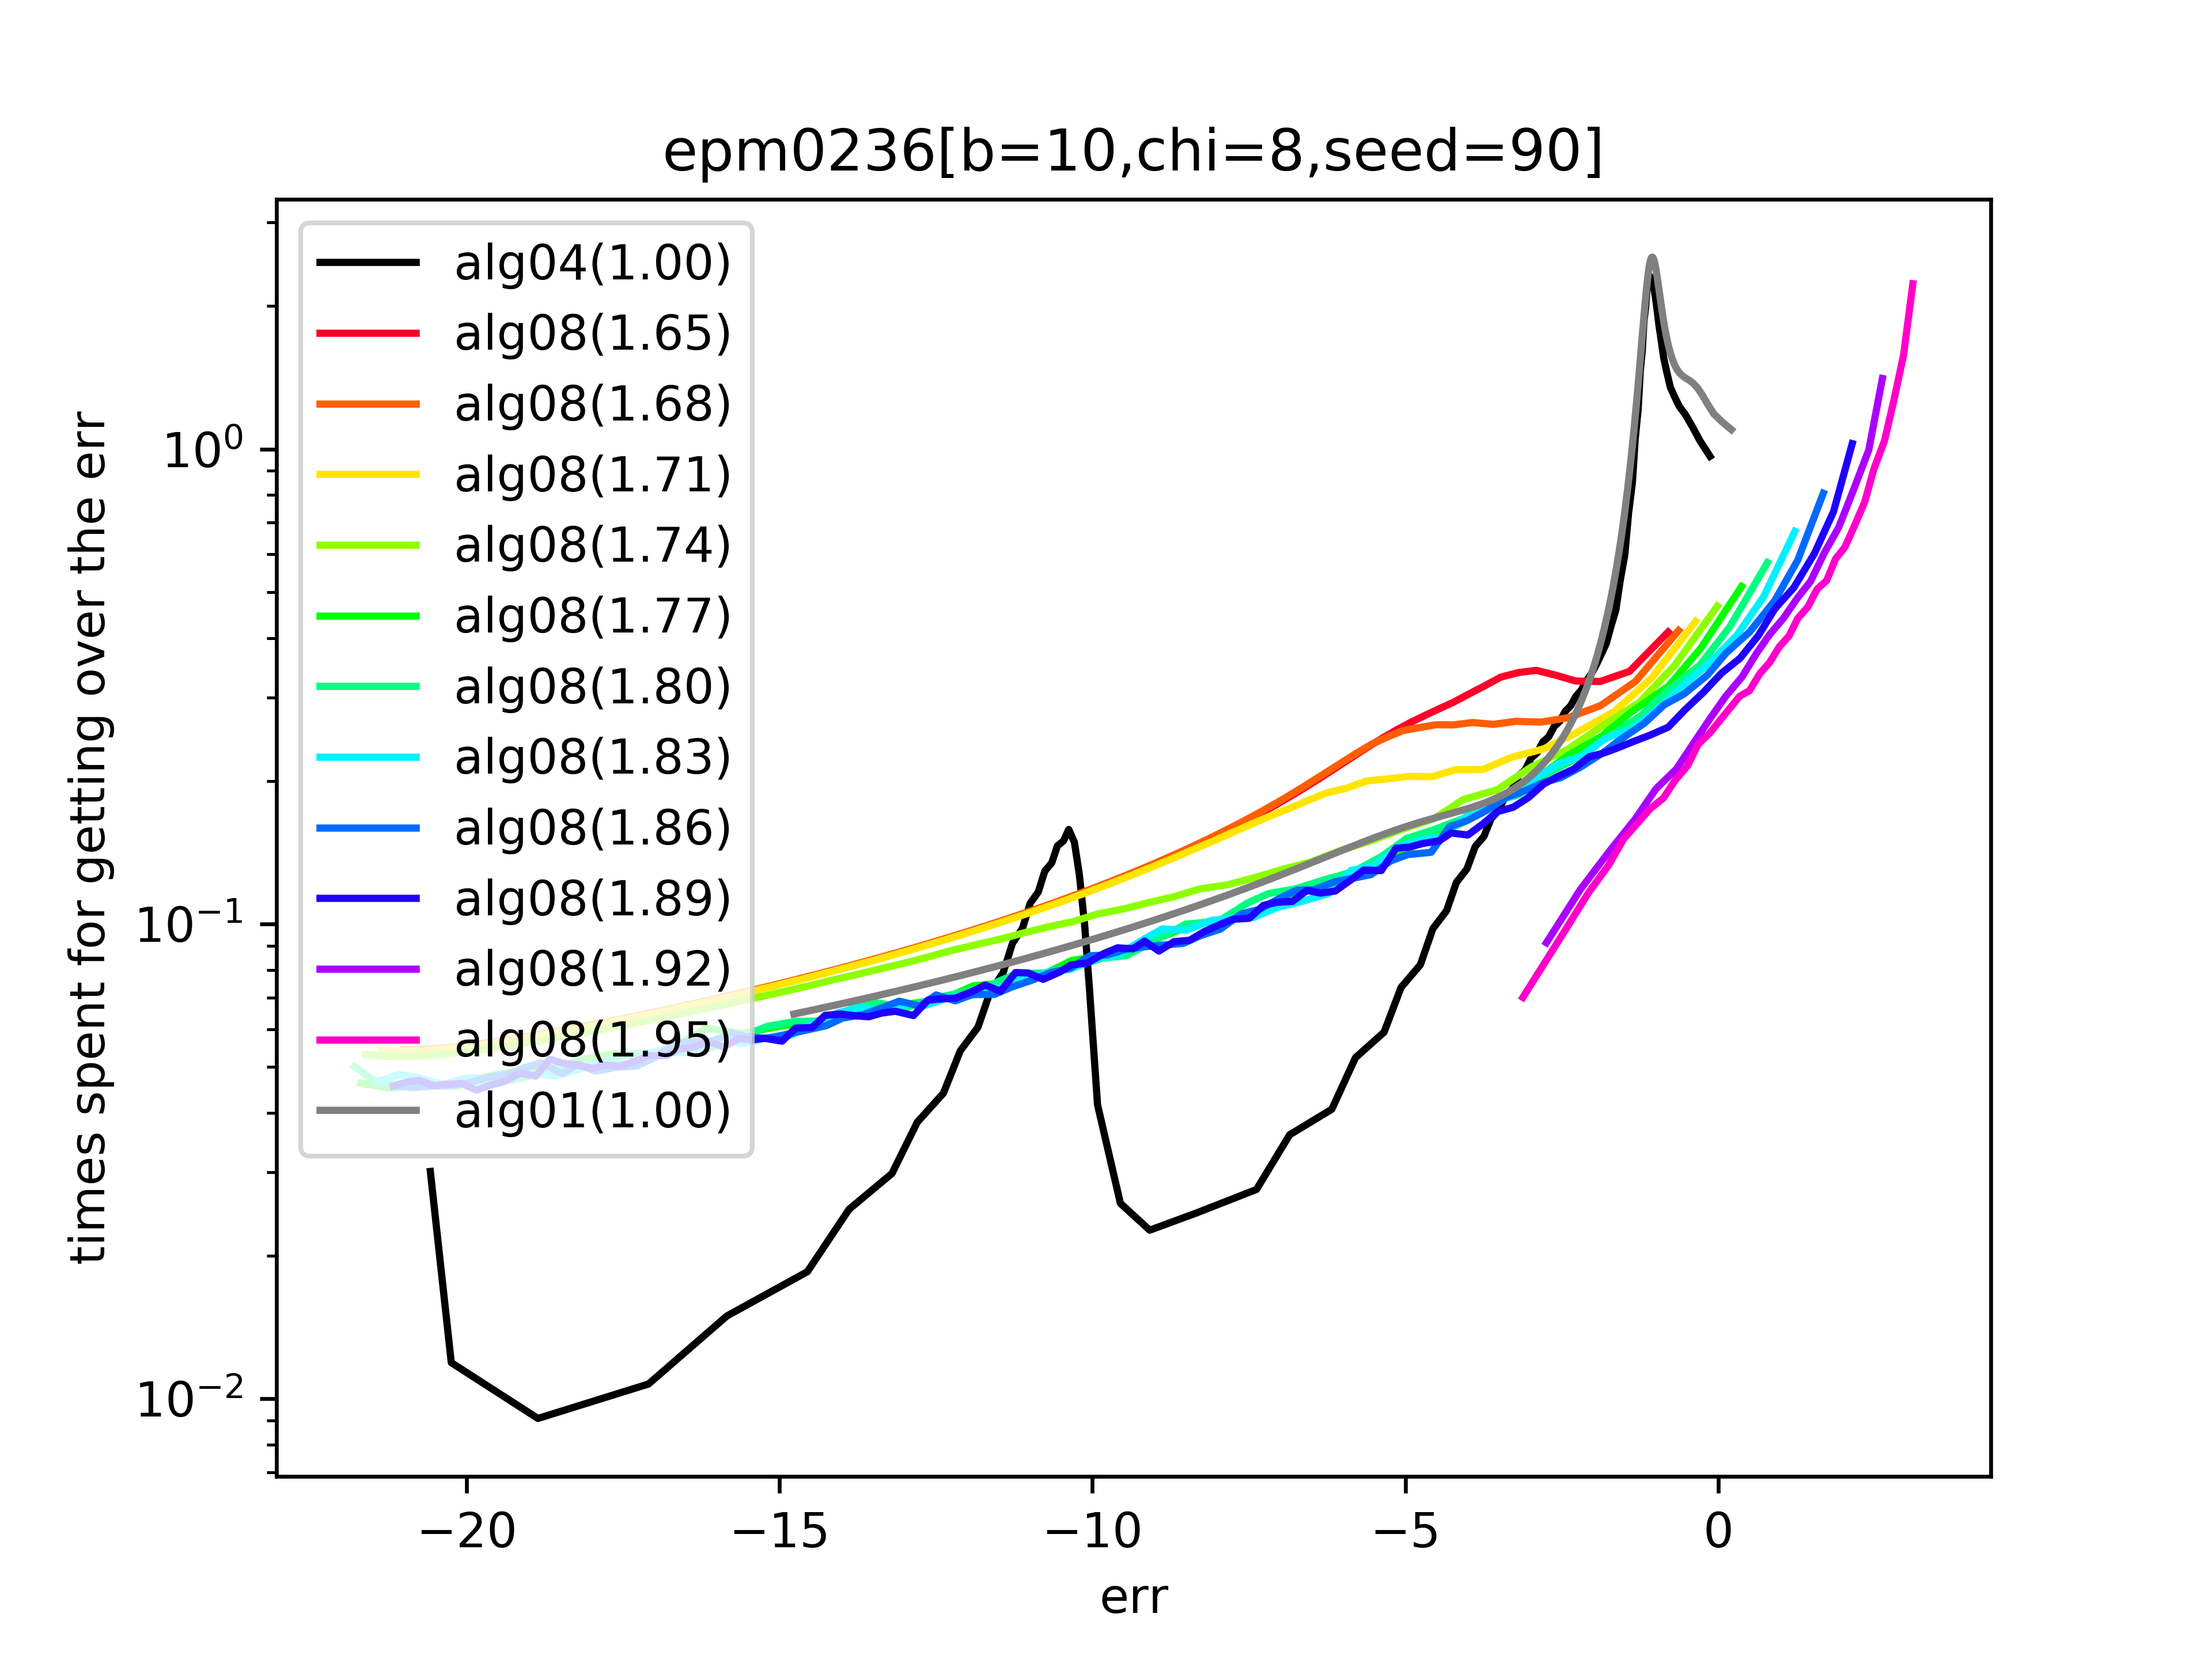 epm0236[b=10,chi=8,seed=90]
times spent for getting over the err
10⁰
10⁻¹
10⁻²
alg04(1.00)
alg08(1.65)
alg08(1.68)
alg08(1.71)
alg08(1.74)
alg08(1.77)
alg08(1.80)
alg08(1.83)
alg08(1.86)
alg08(1.89)
alg08(1.92)
alg08(1.95)
alg01(1.00)
−20 −15 −10 −5 0
err